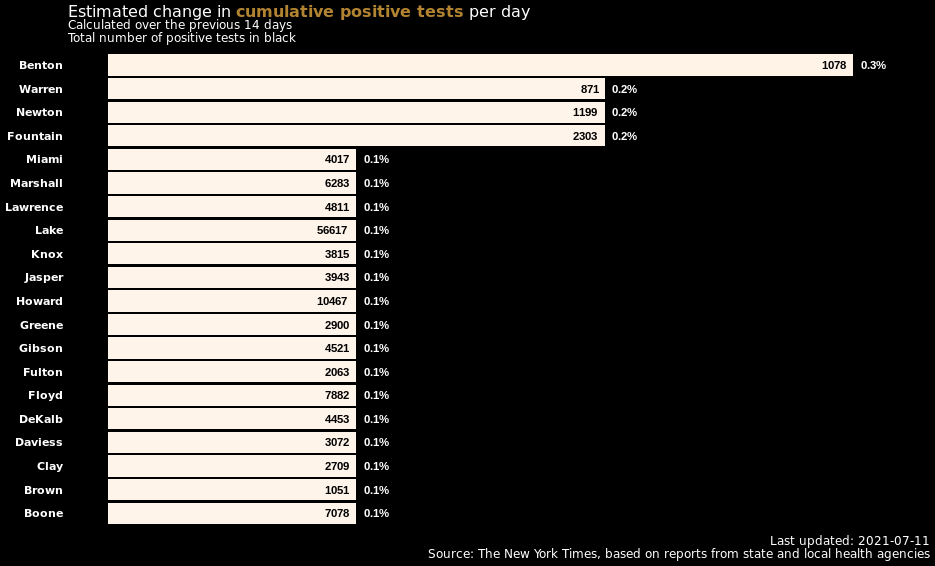 Estimated change in cumulative positive tests per day
Calculated over the previous 14 days
Total number of positive tests in black
Benton 1078 0.3%
Warren 871 0.2%
Newton 1199 0.2%
Fountain 2303 0.2%
Miami 4017 0.1%
Marshall 6283 0.1%
Lawrence 4811 0.1%
Lake 56617 0.1%
Knox 3815 0.1%
Jasper 3943 0.1%
Howard 10467 0.1%
Greene 2900 0.1%
Gibson 4521 0.1%
Fulton 2063 0.1%
Floyd 7882 0.1%
DeKalb 4453 0.1%
Daviess 3072 0.1%
Clay 2709 0.1%
Brown 1051 0.1%
Boone 7078 0.1%
Last updated: 2021-07-11
Source: The New York Times, based on reports from state and local health agencies